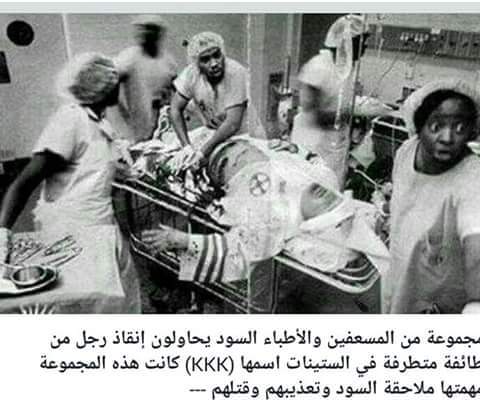 مجموعة من المسعفين والأطباء السود يحاولون إنقاذ رجل من
طائفة متطرفة في الستينات اسمها (KKK) كانت هذه المجموعة
مهمتها ملاحقة السود وتعذيبهم وقتلهم ---